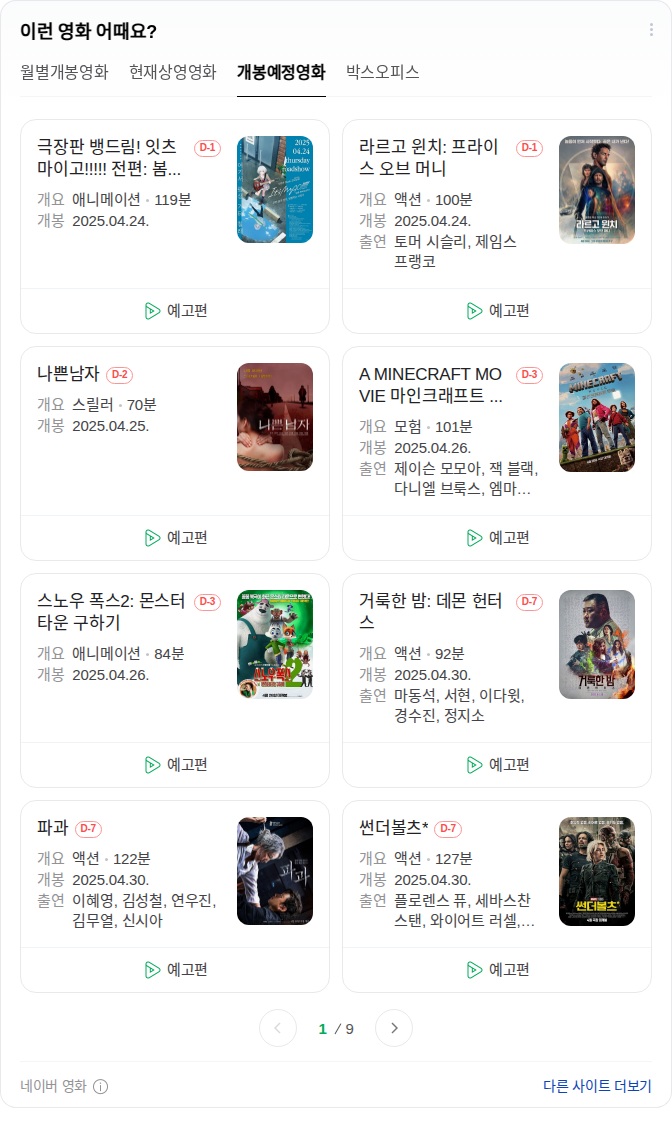 이런 영화 어때요?
월별개봉영화 현재상영영화 개봉예정영화 박스오피스
극장판 뱅드림! 잇츠 D-1
마이고!!!!! 전편: 봄...
개요 애니메이션 · 119분
개봉 2025.04.24.
2025
04.24
thursday
roadshow
예고편
라르고 윈치: 프라이 D-1
스 오브 머니
개요 액션 · 100분
개봉 2025.04.24.
출연 토머 시슬리, 제임스
프랭코
라르고 윈치
예고편
나쁜남자 D-2
개요 스릴러 · 70분
개봉 2025.04.25.
나쁜남자
예고편
A MINECRAFT MO D-3
VIE 마인크래프트 ...
개요 모험 · 101분
개봉 2025.04.26.
출연 제이슨 모모아, 잭 블랙,
다니엘 브룩스, 엠마...
MINECRAFT
예고편
스노우 폭스2: 몬스터 D-3
타운 구하기
개요 애니메이션 · 84분
개봉 2025.04.26.
스노우폭스2
예고편
거룩한 밤: 데몬 헌터 D-7
스
개요 액션 · 92분
개봉 2025.04.30.
출연 마동석, 서현, 이다윗,
경수진, 정지소
거룩한 밤
예고편
파과 D-7
개요 액션 · 122분
개봉 2025.04.30.
출연 이혜영, 김성철, 연우진,
김무열, 신시아
파과
예고편
썬더볼츠* D-7
개요 액션 · 127분
개봉 2025.04.30.
출연 플로렌스 퓨, 세바스찬
스탠, 와이어트 러셀,...
썬더볼츠*
예고편
1 / 9
네이버 영화
다른 사이트 더보기